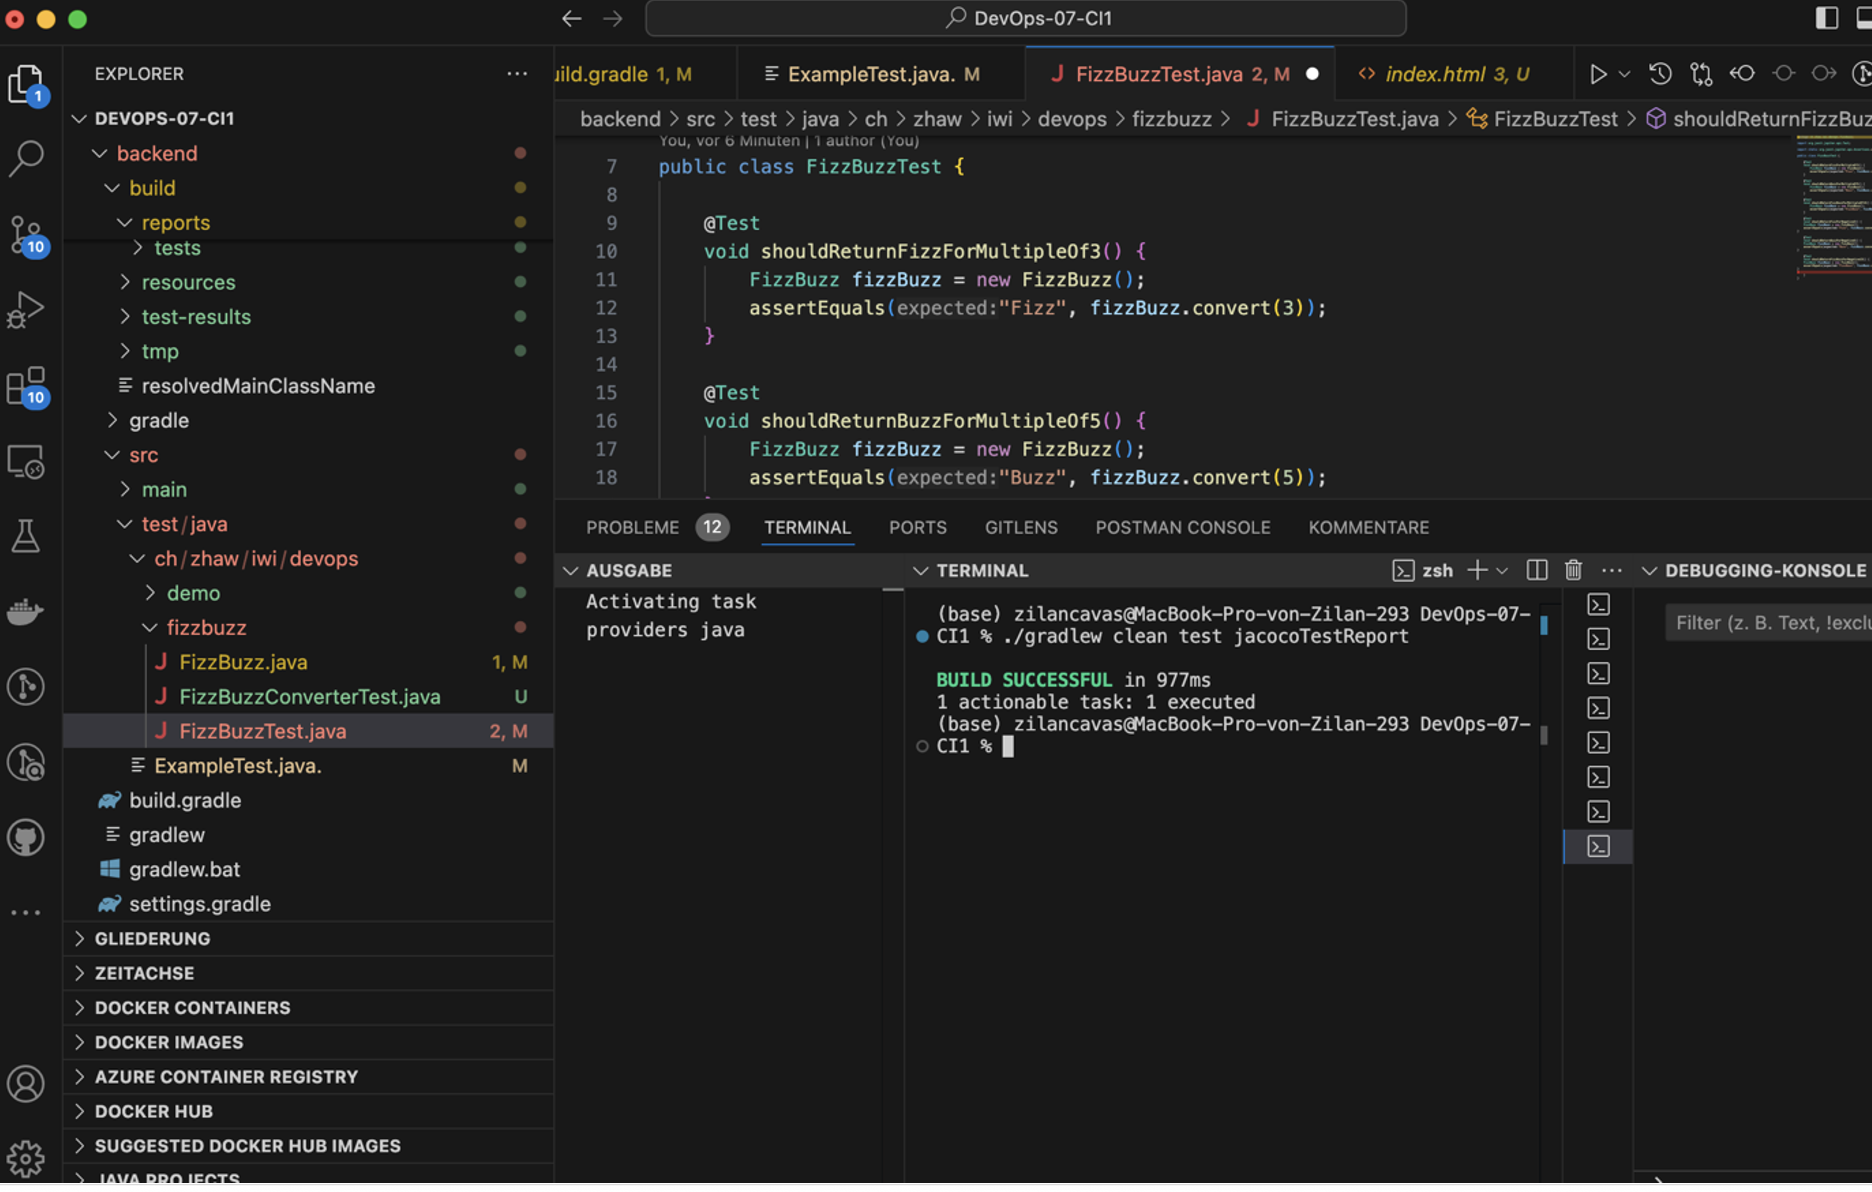 DevOps-07-CI1
EXPLORER
DEVOPS-07-CI1
backend
build
reports
tests
resources
test-results
tmp
resolvedMainClassName
gradle
src
main
test/java
ch/zhaw/iwi/devops
demo
fizzbuzz
FizzBuzz.java 1, M
FizzBuzzConverterTest.java U
FizzBuzzTest.java 2, M
ExampleTest.java. M
build.gradle
gradlew
gradlew.bat
settings.gradle
GLIEDERUNG
ZEITACHSE
DOCKER CONTAINERS
DOCKER IMAGES
AZURE CONTAINER REGISTRY
DOCKER HUB
SUGGESTED DOCKER HUB IMAGES
JAVA PROJECTS
1
10
10
uild.gradle 1, M
ExampleTest.java. M
FizzBuzzTest.java 2, M
index.html 3, U
backend > src > test > java > ch > zhaw > iwi > devops > fizzbuzz > FizzBuzzTest.java > FizzBuzzTest > shouldReturnFizzForMul
You, vor 6 Minuten | 1 author (You)
7 public class FizzBuzzTest {
8
9 @Test
10 void shouldReturnFizzForMultipleOf3() {
11 FizzBuzz fizzBuzz = new FizzBuzz();
12 assertEquals(expected:"Fizz", fizzBuzz.convert(3));
13 }
14
15 @Test
16 void shouldReturnBuzzForMultipleOf5() {
17 FizzBuzz fizzBuzz = new FizzBuzz();
18 assertEquals(expected:"Buzz", fizzBuzz.convert(5));
PROBLEME 12 TERMINAL PORTS GITLENS POSTMAN CONSOLE KOMMENTARE
AUSGABE
Activating task
providers java
TERMINAL
zsh
(base) zilancavas@MacBook-Pro-von-Zilan-293 DevOps-07-
CI1 % ./gradlew clean test jacocoTestReport
BUILD SUCCESSFUL in 977ms
1 actionable task: 1 executed
(base) zilancavas@MacBook-Pro-von-Zilan-293 DevOps-07-
CI1 %
DEBUGGING-KONSOLE
Filter (z. B. Text, !exclu